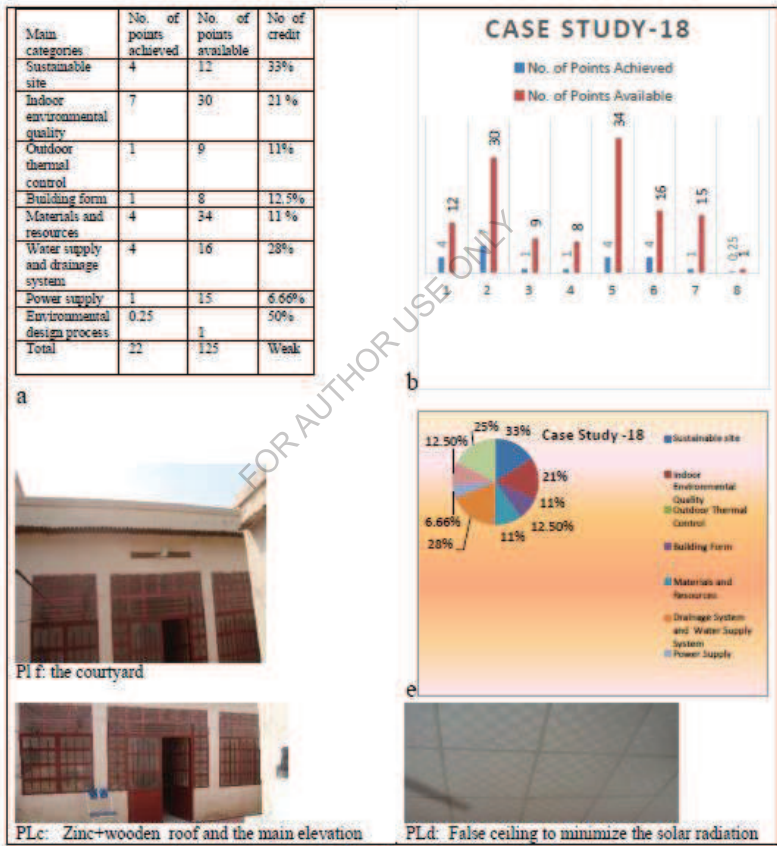 Main categories No. of points achieved No. of points available No of credit
Sustainable site 4 12 33%
Indoor environmental quality 7 30 21 %
Outdoor thermal control 1 9 11%
Building form 1 8 12.5%
Materials and resources 4 34 11 %
Water supply and drainage system 4 16 28%
Power supply 1 15 6.66%
Environmental design process 0.25 1 50%
Total 22 125 Weak
a
CASE STUDY-18
No. of Points Achieved
No. of Points Available
4 12 30 1 9 1 8 4 34 4 16 1 15 0.25 1
1 2 3 4 5 6 7 8
b
FOR AUTHOR USE ONLY
Case Study -18
25% 33%
12.50%
21%
11%
6.66%
12.50%
28%
11%
Sustainable site
Indoor
Environmental
Quality
Outdoor Thermal
Control
Building Form
Materials and
Resources
Drainage System
and Water Supply
System
Power Supply
e
Pl f: the courtyard
PLc: Zinc+wooden roof and the main elevation
PLd: False ceiling to minimize the solar radiation